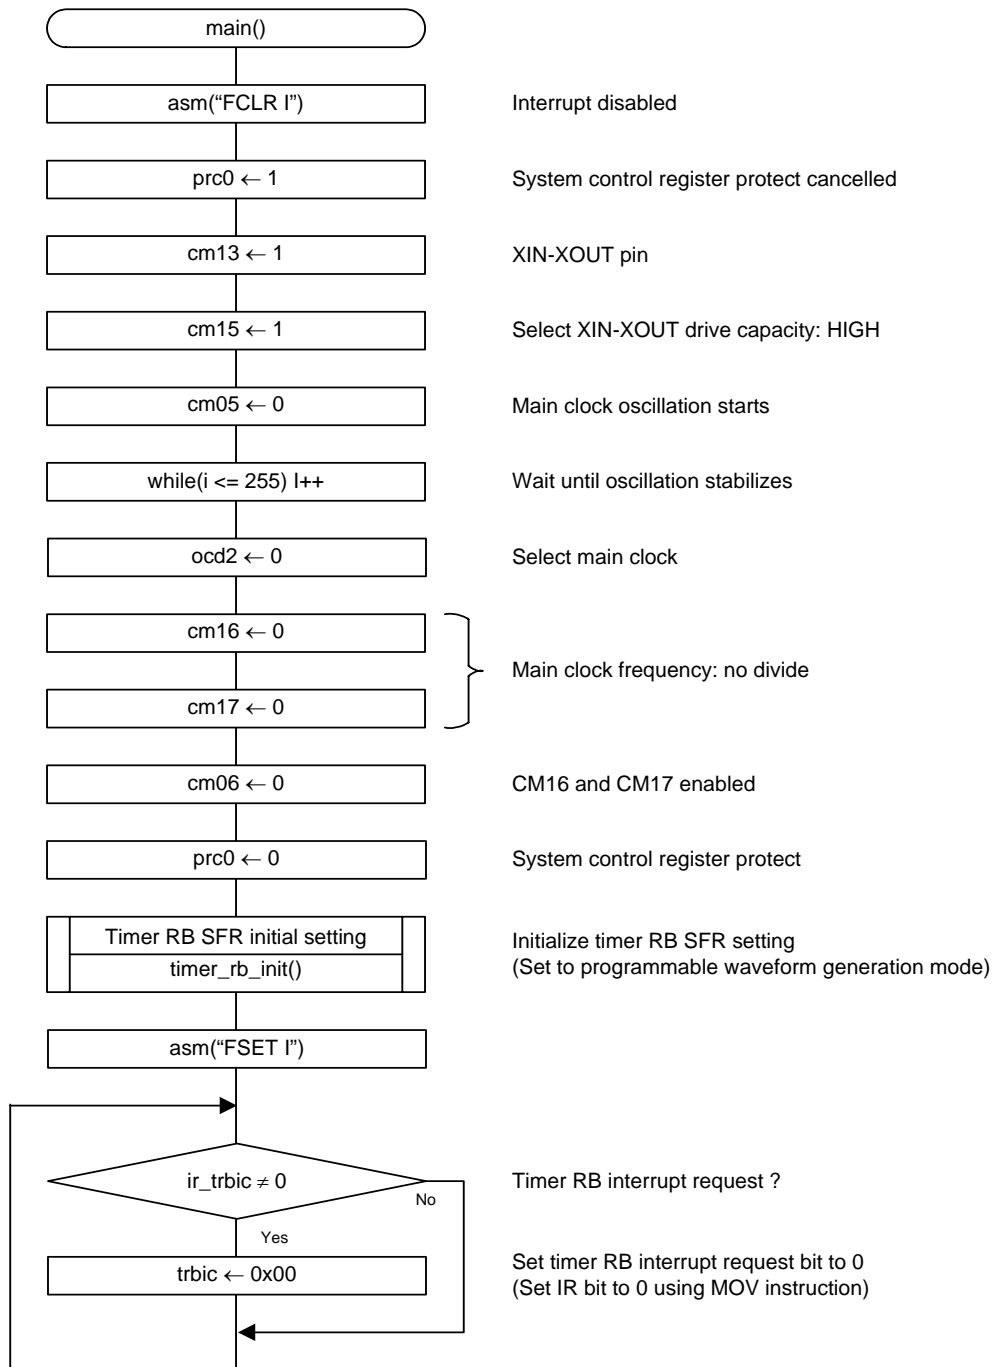 main()
asm(“FCLR I”)
Interrupt disabled
prc0 ← 1
System control register protect cancelled
cm13 ← 1
XIN-XOUT pin
cm15 ← 1
Select XIN-XOUT drive capacity: HIGH
cm05 ← 0
Main clock oscillation starts
while(i <= 255) I++
Wait until oscillation stabilizes
ocd2 ← 0
Select main clock
cm16 ← 0
Main clock frequency: no divide
cm17 ← 0
cm06 ← 0
CM16 and CM17 enabled
prc0 ← 0
System control register protect
Timer RB SFR initial setting
timer_rb_init()
Initialize timer RB SFR setting
(Set to programmable waveform generation mode)
asm(“FSET I”)
ir_trbic ≠ 0
Timer RB interrupt request ?
No
Yes
trbic ← 0x00
Set timer RB interrupt request bit to 0
(Set IR bit to 0 using MOV instruction)